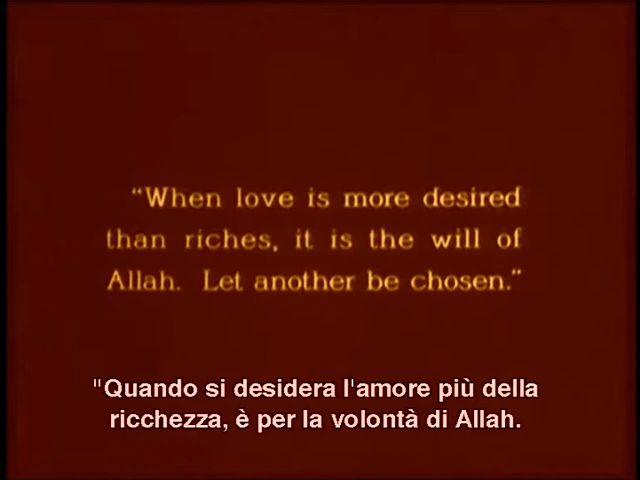 “When love is more desired
than riches, it is the will of
Allah. Let another be chosen.”
"Quando si desidera l'amore più della
ricchezza, è per la volontà di Allah.